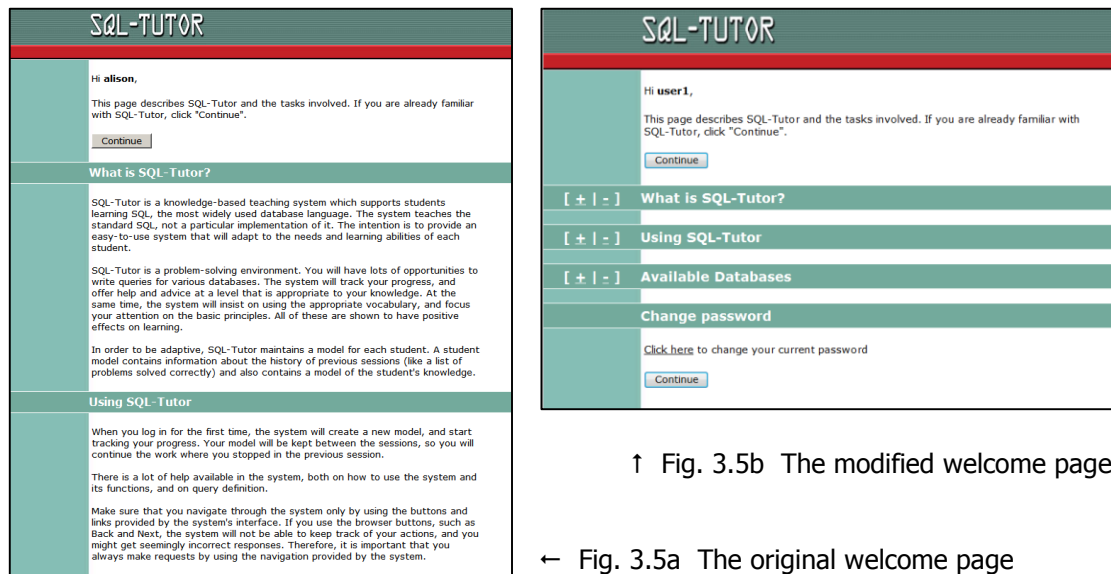 SQL-TUTOR
Hi alison,
This page describes SQL-Tutor and the tasks involved. If you are already familiar
with SQL-Tutor, click "Continue".
Continue
What is SQL-Tutor?
SQL-Tutor is a knowledge-based teaching system which supports students
learning SQL, the most widely used database language. The system teaches the
standard SQL, not a particular implementation of it. The intention is to provide an
easy-to-use system that will adapt to the needs and learning abilities of each
student.
SQL-Tutor is a problem-solving environment. You will have lots of opportunities to
write queries for various databases. The system will track your progress, and
offer help and advice at a level that is appropriate to your knowledge. At the
same time, the system will insist on using the appropriate vocabulary, and focus
your attention on the basic principles. All of these are shown to have positive
effects on learning.
In order to be adaptive, SQL-Tutor maintains a model for each student. A student
model contains information about the history of previous sessions (like a list of
problems solved correctly) and also contains a model of the student's knowledge.
Using SQL-Tutor
When you log in for the first time, the system will create a new model, and start
tracking your progress. Your model will be kept between the sessions, so you will
continue the work where you stopped in the previous session.
There is a lot of help available in the system, both on how to use the system and
its functions, and on query definition.
Make sure that you navigate through the system only by using the buttons and
links provided by the system's interface. If you use the browser buttons, such as
Back and Next, the system will not be able to keep track of your actions, and you
might get seemingly incorrect responses. Therefore, it is important that you
always make requests by using the navigation provided by the system.
SQL-TUTOR
Hi user1,
This page describes SQL-Tutor and the tasks involved. If you are already familiar with
SQL-Tutor, click "Continue".
Continue
[ + | - ] What is SQL-Tutor?
[ + | - ] Using SQL-Tutor
[ + | - ] Available Databases
Change password
Click here to change your current password
Continue
↑ Fig. 3.5b The modified welcome page
← Fig. 3.5a The original welcome page